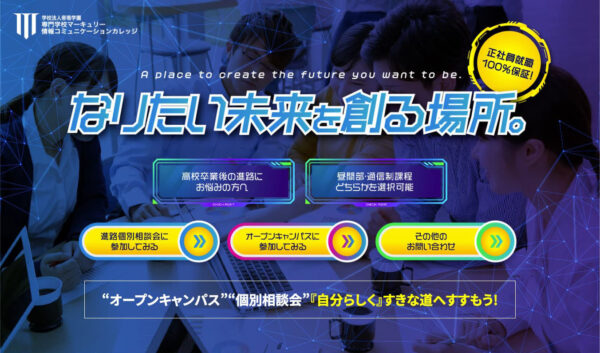 学校法人香蘭学園
専門学校マーキュリー
情報コミュニケーションカレッジ
正社員就職
100%保証!
A place to create the future you want to be.
なりたい未来を創る場所。
高校卒業後の進路に
お悩みの方へ
昼間部・通信制課程
どちらかを選択可能
進路個別相談会に
参加してみる
オープンキャンパスに
参加してみる
その他の
お問い合わせ
“オープンキャンパス”“個別相談会”『自分らしく』すきな道へすすもう!